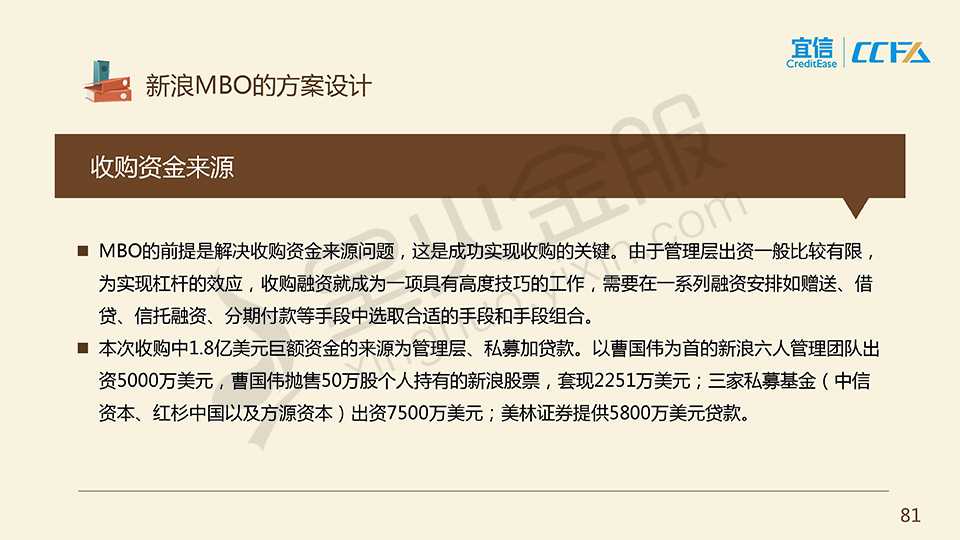 宜信
CreditEase
CCFA
新浪MBO的方案设计
收购资金来源
MBO的前提是解决收购资金来源问题，这是成功实现收购的关键。由于管理层出资一般比较有限，
为实现杠杆的效应，收购融资就成为一项具有高度技巧的工作，需要在一系列融资安排如赠送、借
贷、信托融资、分期付款等手段中选取合适的手段和手段组合。
本次收购中1.8亿美元巨额资金的来源为管理层、私募加贷款。以曹国伟为首的新浪六人管理团队出
资5000万美元，曹国伟抛售50万股个人持有的新浪股票，套现2251万美元；三家私募基金（中信
资本、红杉中国以及方源资本）出资7500万美元；美林证券提供5800万美元贷款。
星火金服
xinghuo.yixin.com
81